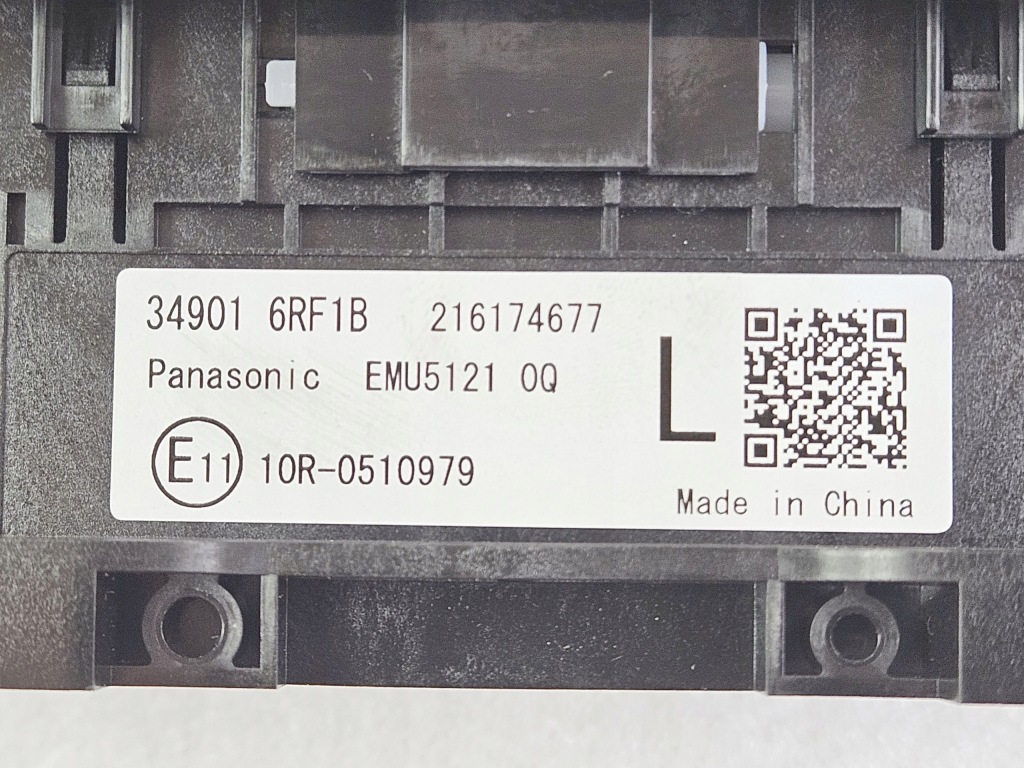 34901 6RF1B 216174677
Panasonic EMU5121 0Q
L
E11 10R-0510979
Made in China